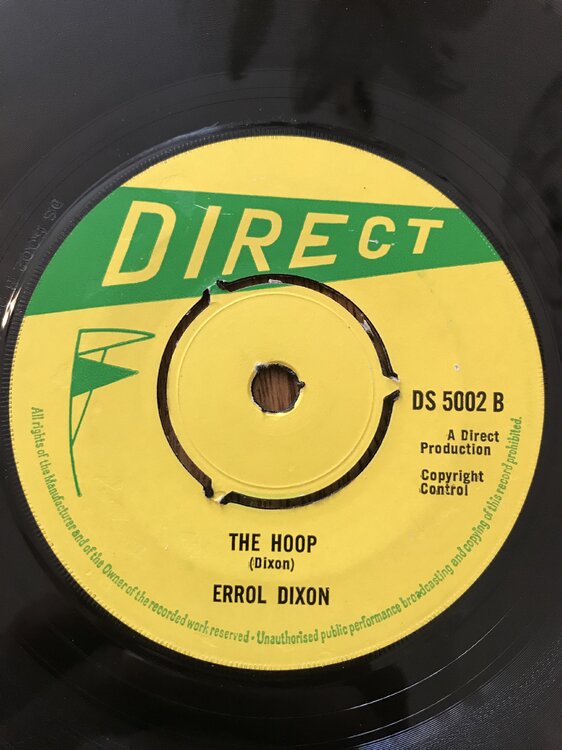 DIRECT
DS 5002 B
A Direct
Production
Copyright
Control
THE HOOP
(Dixon)
ERROL DIXON
All rights of the Manufacturer and of the Owner of the recorded work reserved • Unauthorised public performance broadcasting and copying of this record prohibited.